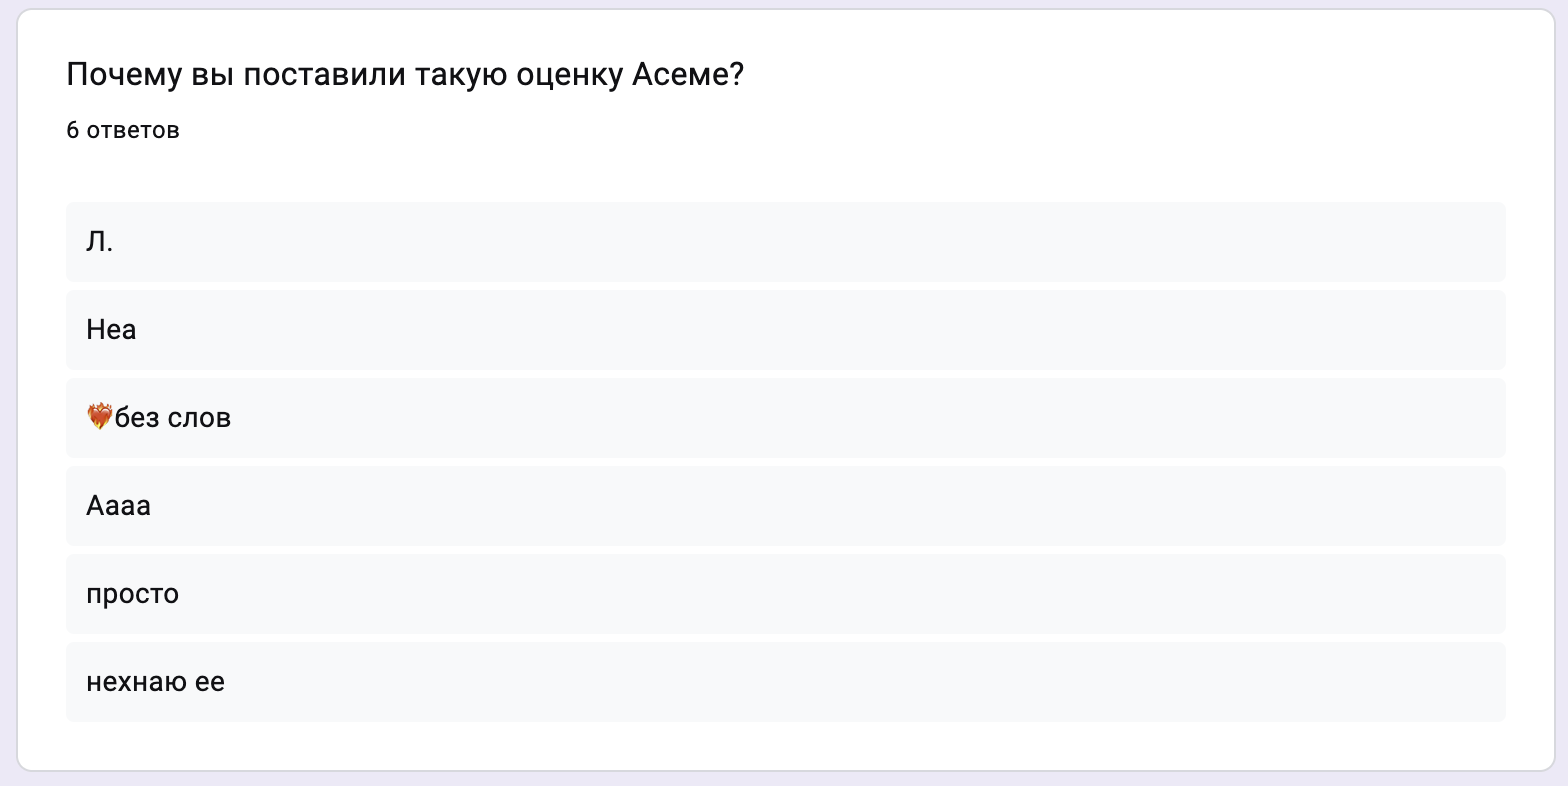 Почему вы поставили такую оценку Асеме?
6 ответов
Л.
Неа
❤️‍🔥без слов
Аааа
просто
нехнаю ее